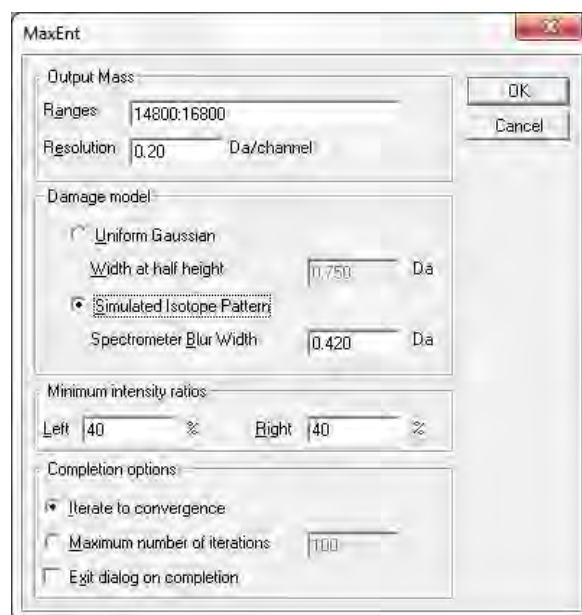 MaxEnt
Output Mass
Ranges 14800:16800
Resolution 0.20 Da/channel
OK
Cancel
Damage model
Uniform Gaussian
Width at half height 0.750 Da
Simulated Isotope Pattern
Spectrometer Blur Width 0.420 Da
Minimum intensity ratios
Left 40 % Right 40 %
Completion options
Iterate to convergence
Maximum number of iterations 100
Exit dialog on completion